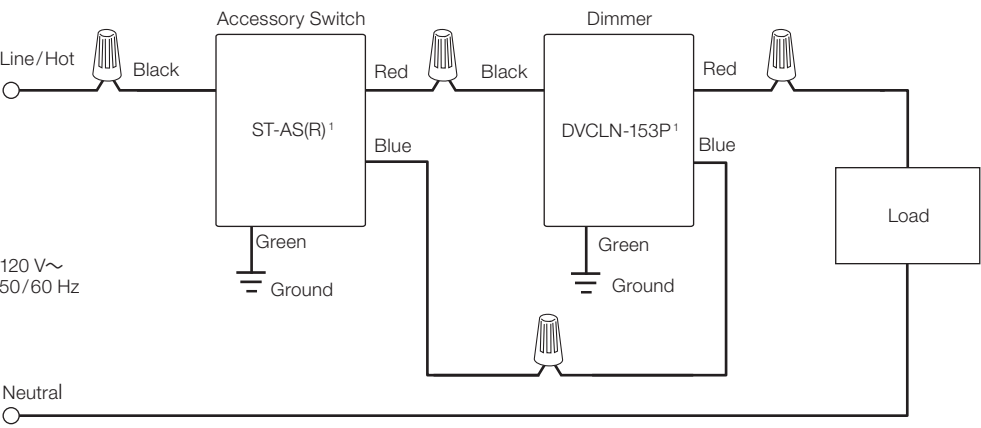 Accessory Switch
Dimmer
Line/Hot
Black
Red
Black
Red
ST-AS(R)¹
DVCLN-153P¹
Blue
Blue
Load
Green
Green
120 V~
50/60 Hz
Ground
Ground
Neutral